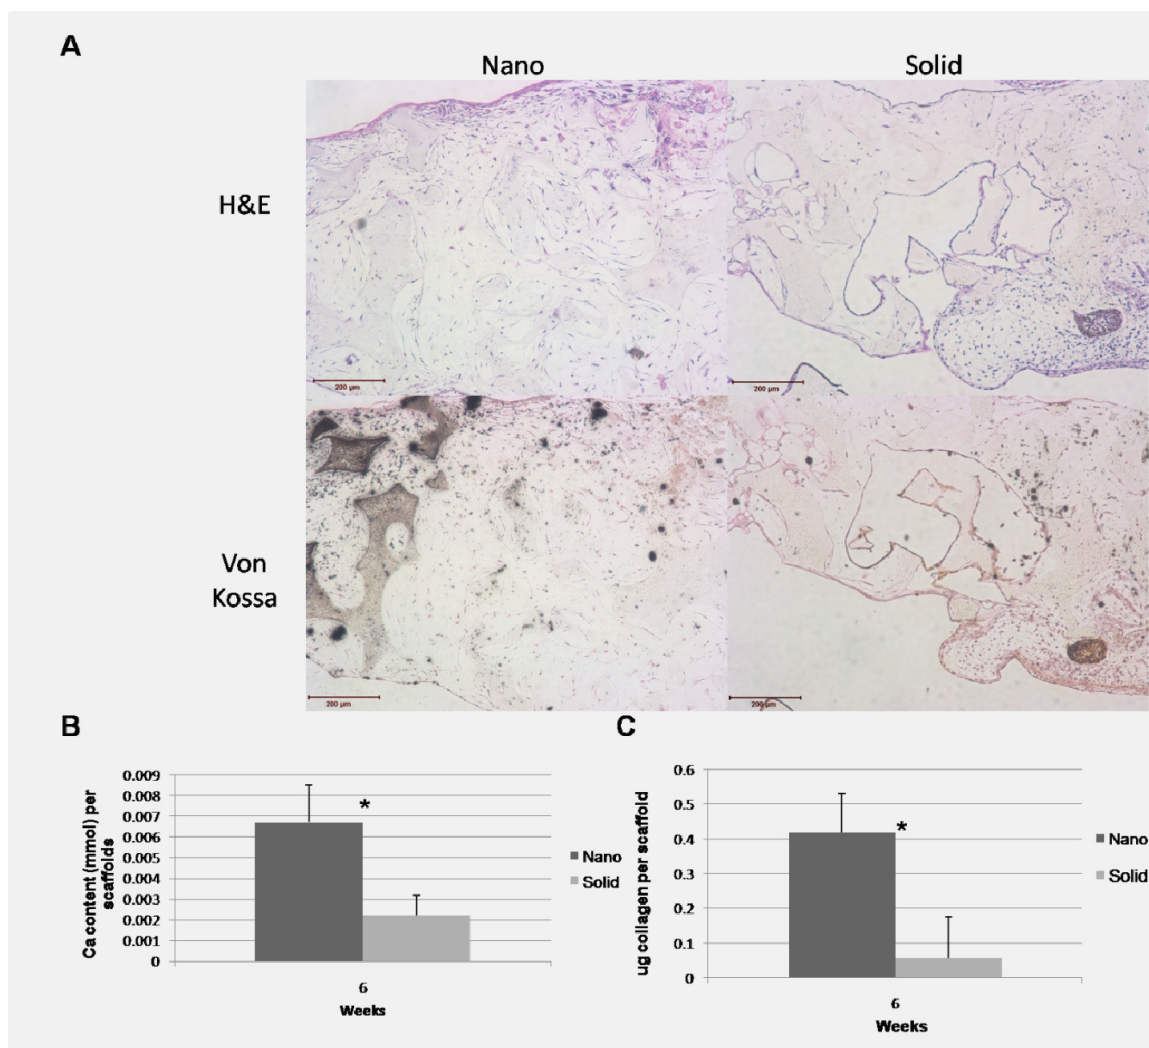 A
Nano Solid
H&E
200 µm 200 µm
Von
Kossa
200 µm 200 µm
B
Ca content (mmol) per
scaffolds
0.009
0.008
0.007
0.006
0.005
0.004
0.003
0.002
0.001
0
*
Nano
Solid
6
Weeks
C
ug collagen per scaffold
0.6
0.5
0.4
0.3
0.2
0.1
0
*
Nano
Solid
6
Weeks